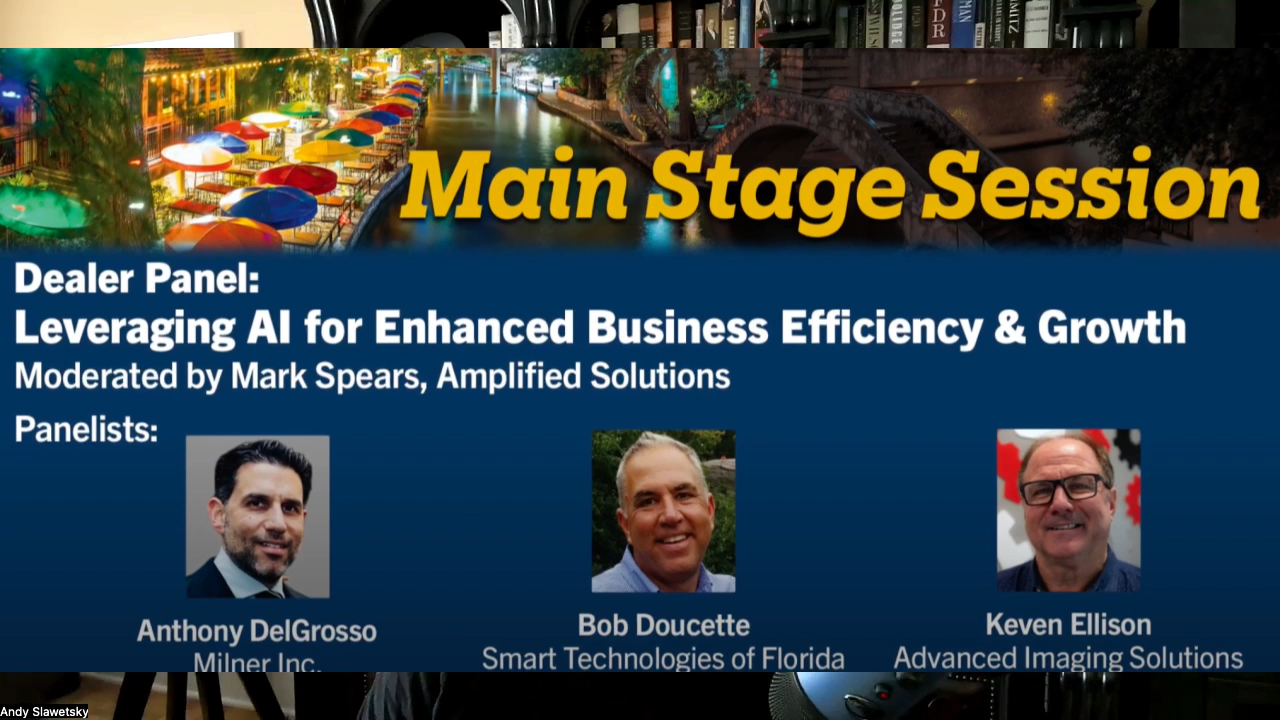 PDR
Main Stage Session
Dealer Panel:
Leveraging AI for Enhanced Business Efficiency & Growth
Moderated by Mark Spears, Amplified Solutions
Panelists:
Anthony DelGrosso
Milner Inc.
Bob Doucette
Smart Technologies of Florida
Keven Ellison
Advanced Imaging Solutions
Andy Slawetsky